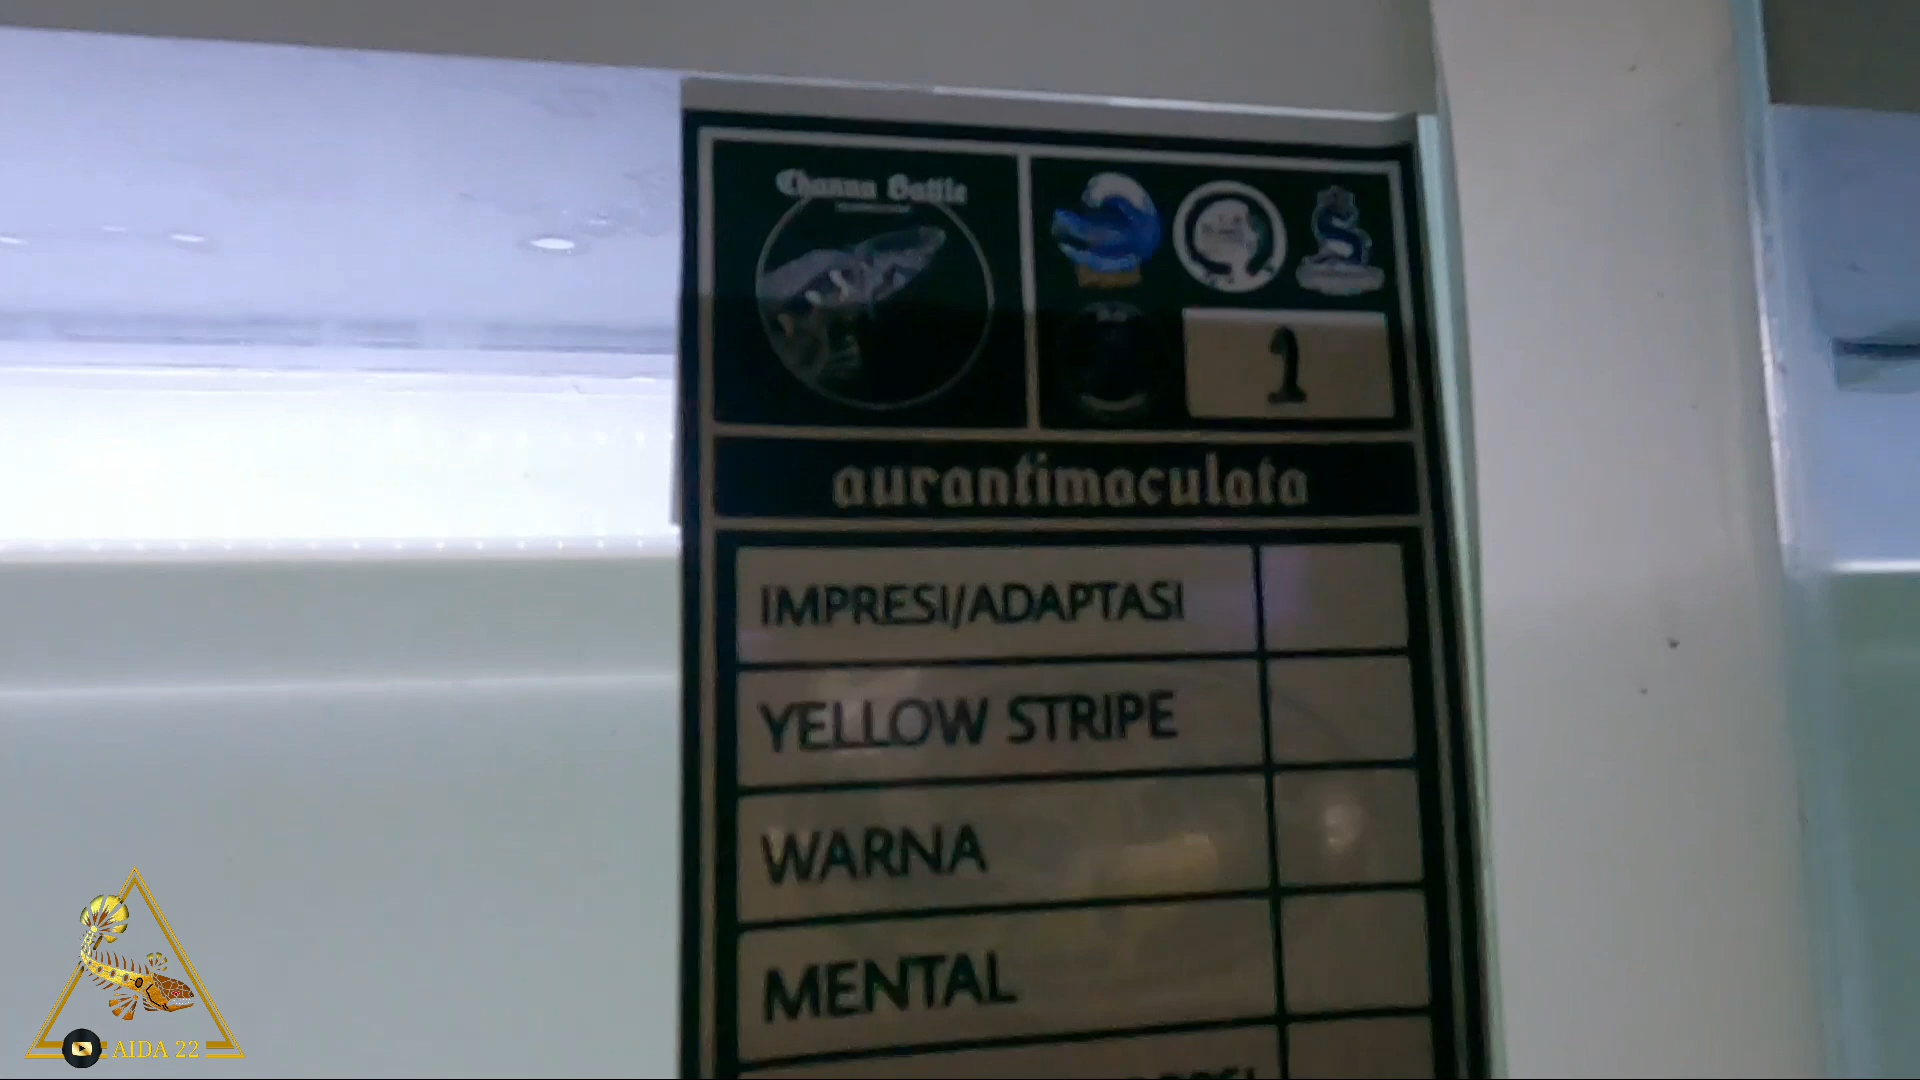 Channa Battle
1
aurantimaculata
IMPRESI/ADAPTASI
YELLOW STRIPE
WARNA
MENTAL
AIDA 22